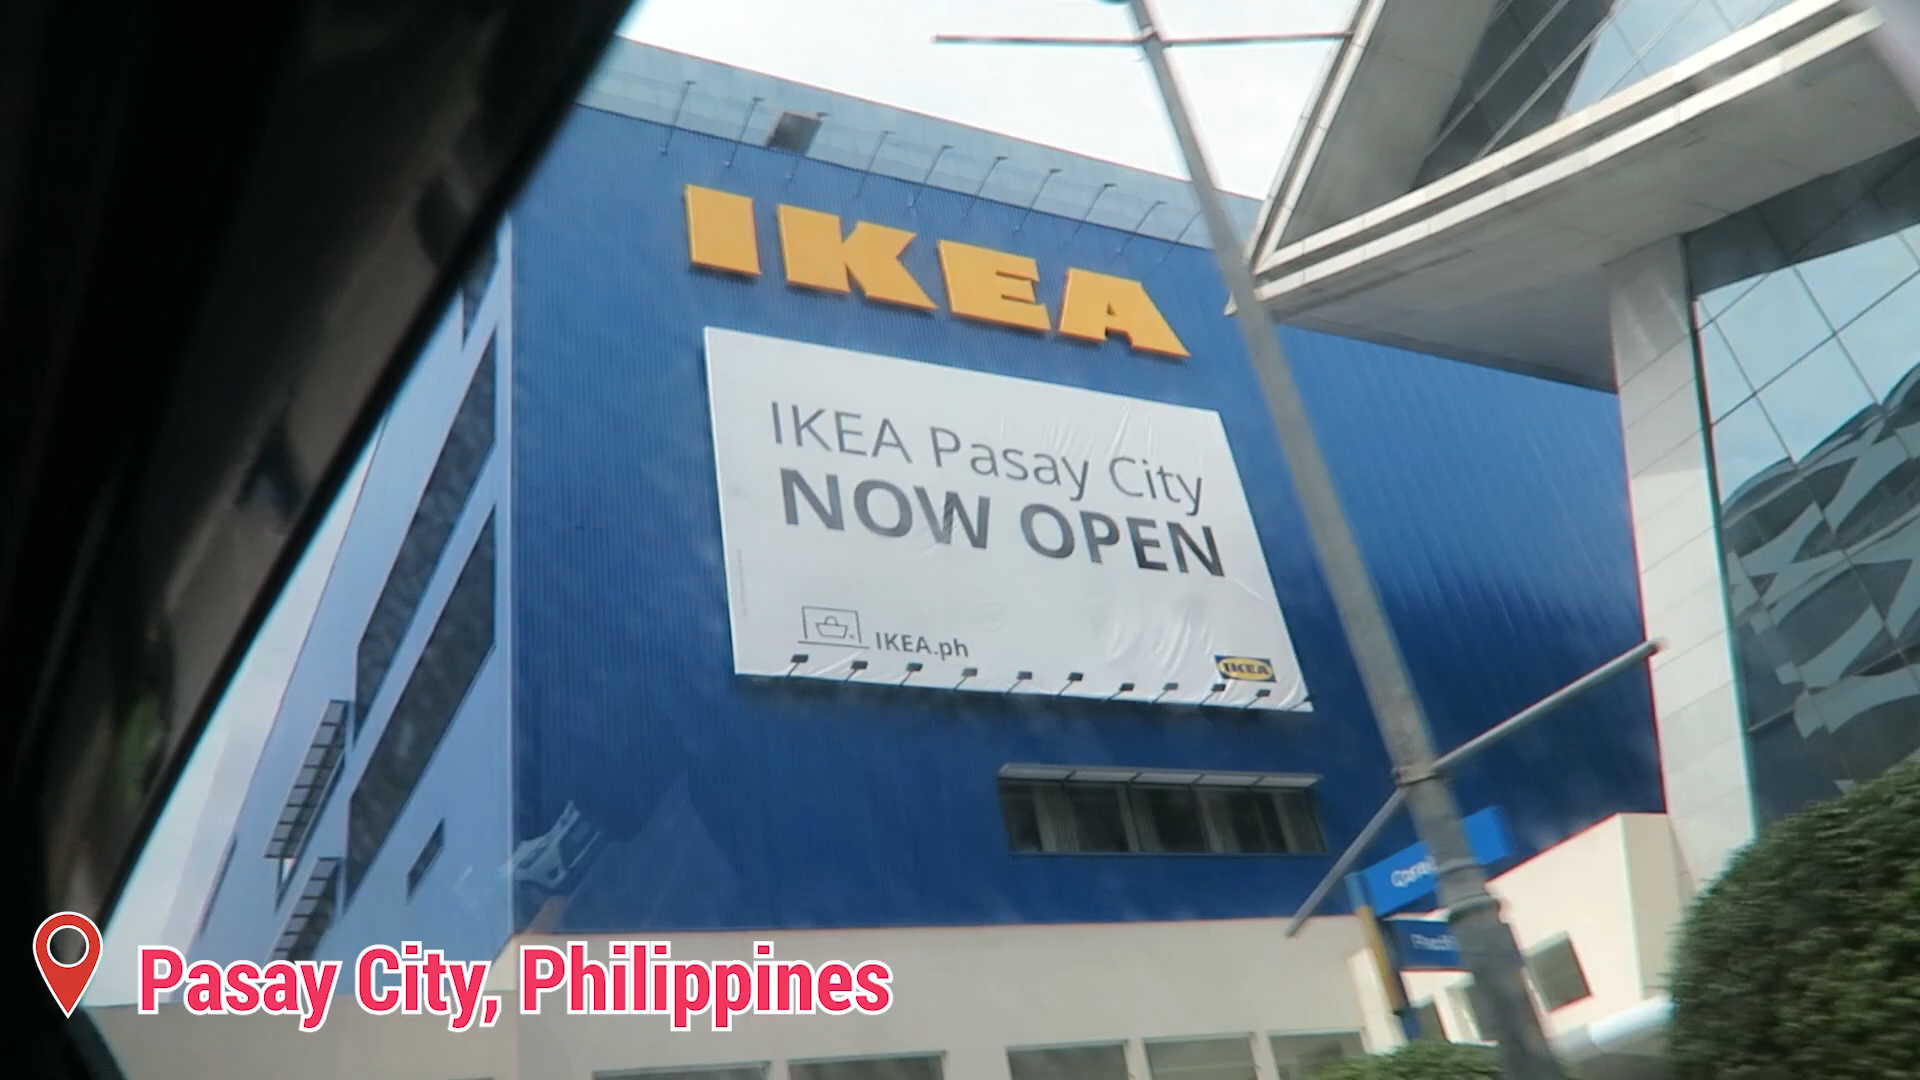 IKEA
IKEA Pasay City
NOW OPEN
IKEA.ph
IKEA
Pasay City, Philippines